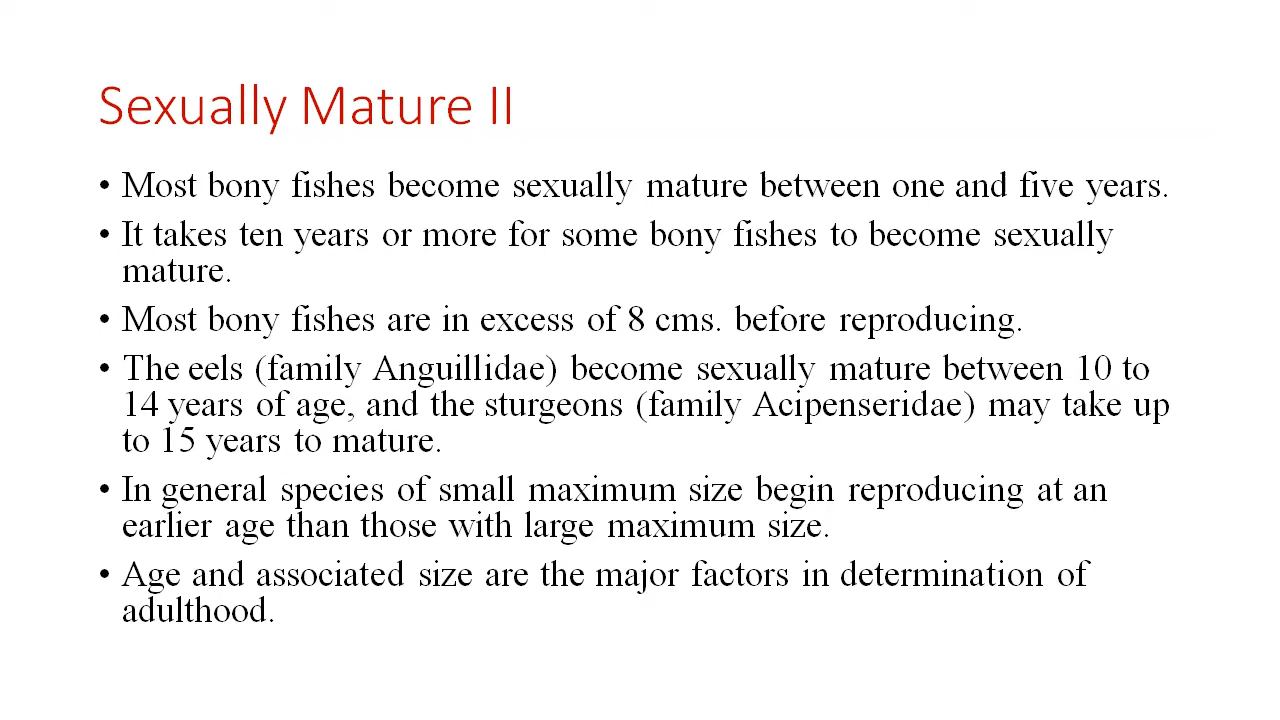 Sexually Mature II
• Most bony fishes become sexually mature between one and five years.
• It takes ten years or more for some bony fishes to become sexually
mature.
• Most bony fishes are in excess of 8 cms. before reproducing.
• The eels (family Anguillidae) become sexually mature between 10 to
14 years of age, and the sturgeons (family Acipenseridae) may take up
to 15 years to mature.
• In general species of small maximum size begin reproducing at an
earlier age than those with large maximum size.
• Age and associated size are the major factors in determination of
adulthood.